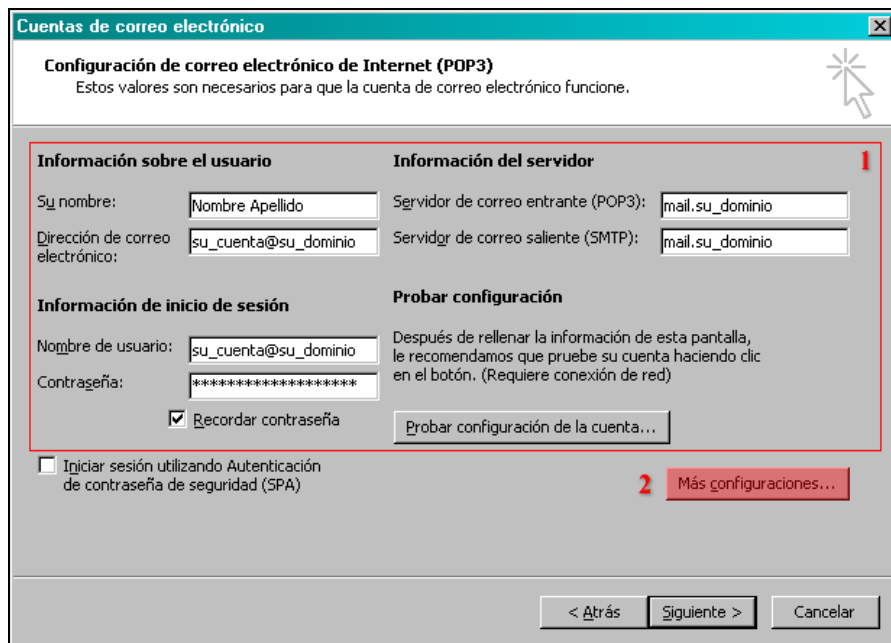 Cuentas de correo electrónico
Configuración de correo electrónico de Internet (POP3)
Estos valores son necesarios para que la cuenta de correo electrónico funcione.
1
Información sobre el usuario
Su nombre: Nombre Apellido
Dirección de correo
electrónico: su_cuenta@su_dominio
Información del servidor
Servidor de correo entrante (POP3): mail.su_dominio
Servidor de correo saliente (SMTP): mail.su_dominio
Información de inicio de sesión
Nombre de usuario: su_cuenta@su_dominio
Contraseña: *******************
Recordar contraseña
Probar configuración
Después de rellenar la información de esta pantalla,
le recomendamos que pruebe su cuenta haciendo clic
en el botón. (Requiere conexión de red)
Probar configuración de la cuenta...
Iniciar sesión utilizando Autenticación
de contraseña de seguridad (SPA)
2 Más configuraciones...
< Atrás Siguiente > Cancelar